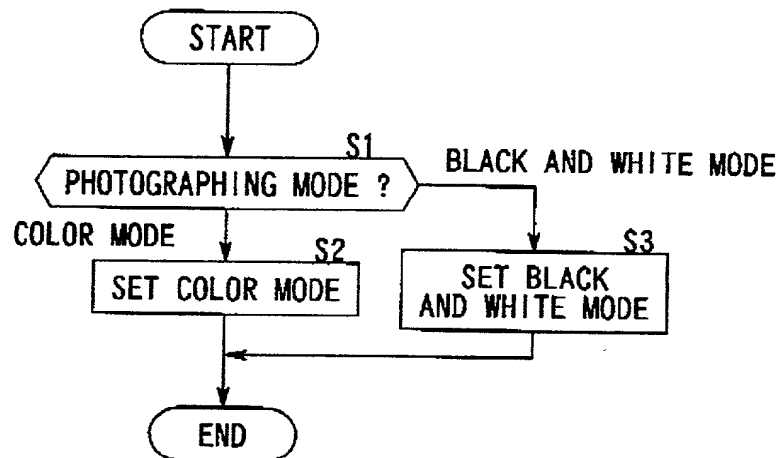 START
S1
BLACK AND WHITE MODE
PHOTOGRAPHING MODE ?
COLOR MODE
S2
S3
SET COLOR MODE
SET BLACK
AND WHITE MODE
END